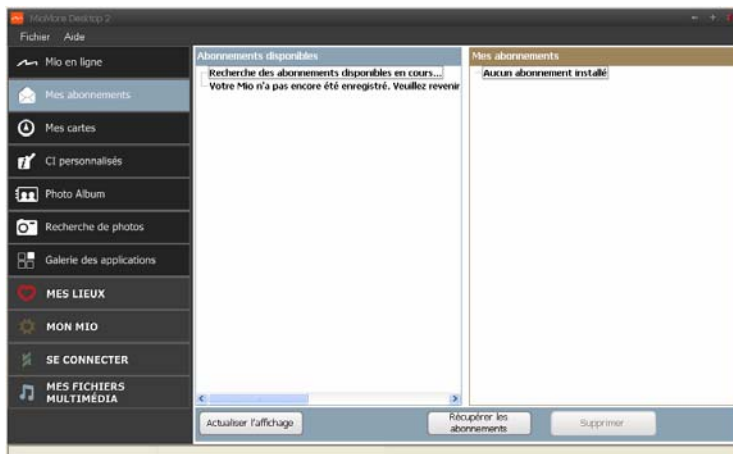 MioMore Desktop 2
Fichier Aide
Mio en ligne
Mes abonnements
Mes cartes
CI personnalisés
Photo Album
Recherche de photos
Galerie des applications
MES LIEUX
MON MIO
SE CONNECTER
MES FICHIERS
MULTIMÉDIA
Abonnements disponibles
Recherche des abonnements disponibles en cours...
Votre Mio n'a pas encore été enregistré. Veuillez revenir
Actualiser l'affichage
Mes abonnements
Aucun abonnement installé
Récupérer les
abonnements
Supprimer